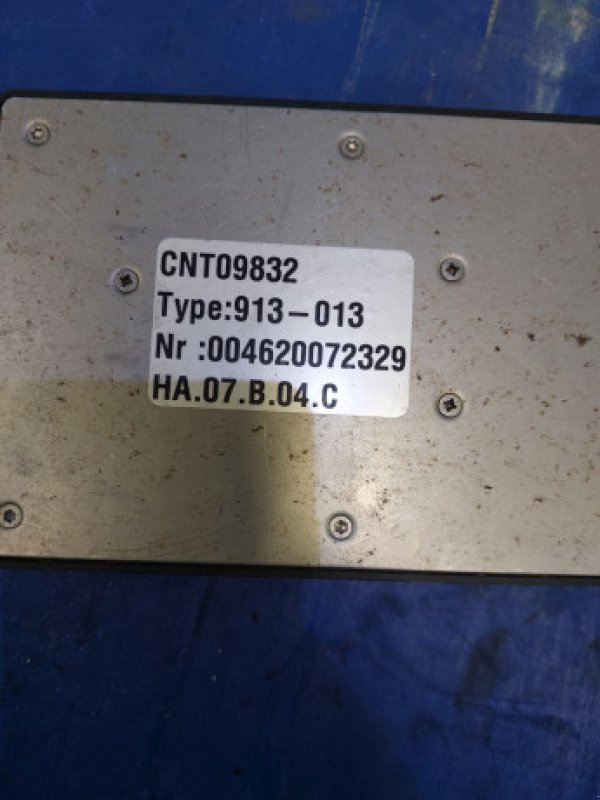 CNT09832
Type:913-013
Nr :004620072329
HA.07.B.04.C